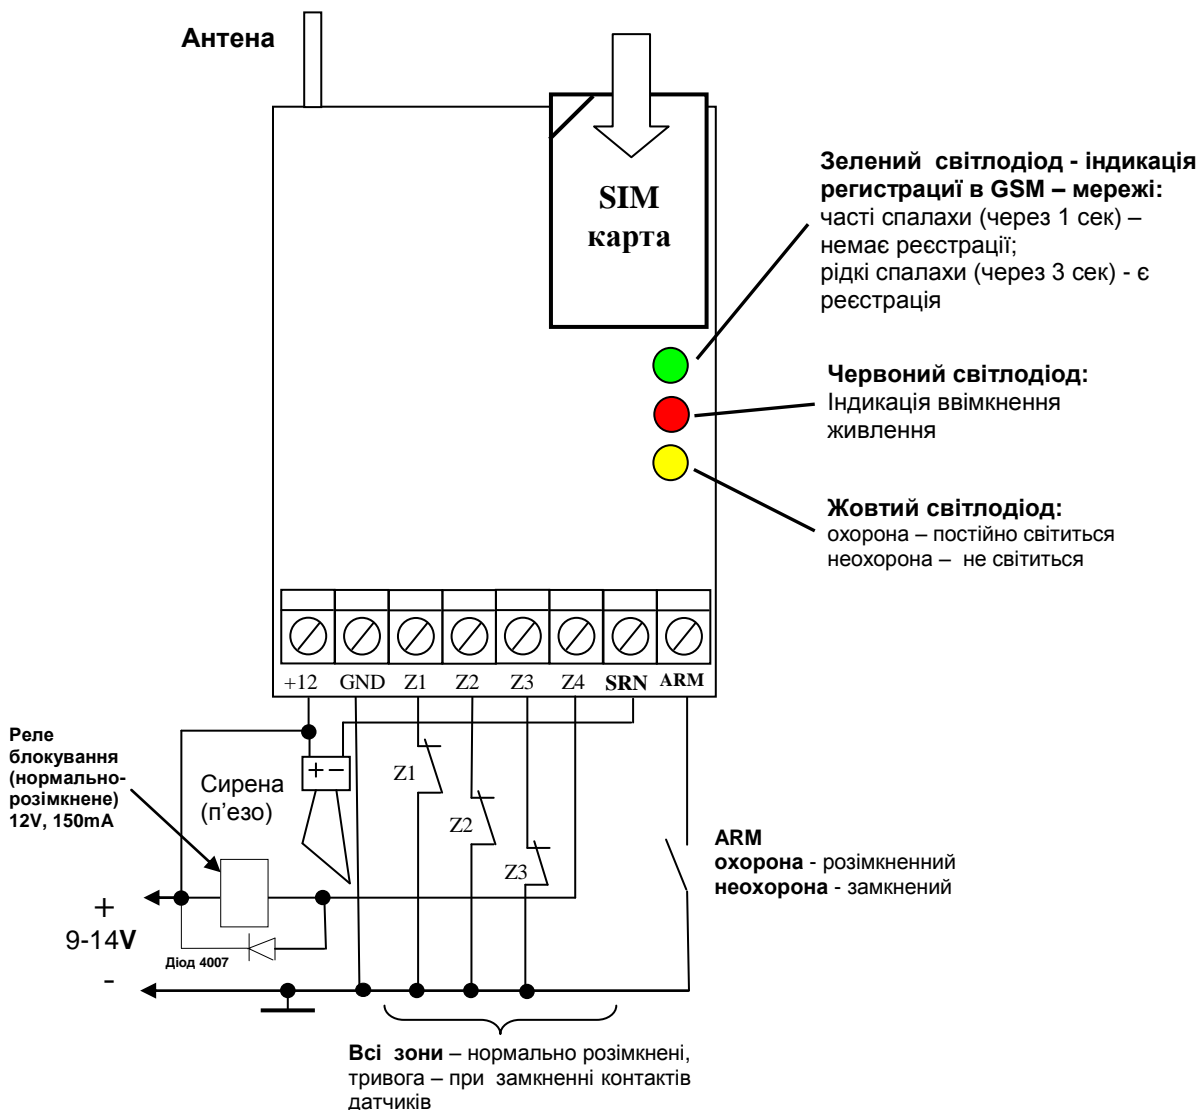 Антена
SIM
карта
Зелений світлодіод - індикація
регистрациї в GSM – мережі:
часті спалахи (через 1 сек) –
немає реєстрації;
рідкі спалахи (через 3 сек) - є
реєстрація
Червоний світлодіод:
Індикація ввімкнення
живлення
Жовтий світлодіод:
охорона – постійно світиться
неохорона – не світиться
+12 GND Z1 Z2 Z3 Z4 SRN ARM
Реле
блокування
(нормально-
розімкнене)
12V, 150mA
Сирена
(п’езо)
+ −
Z1
Z2
Z3
ARM
охорона - розімкненний
неохорона - замкнений
+
9-14V
-
Діод 4007
Всі зони – нормально розімкнені,
тривога – при замкненні контактів
датчиків